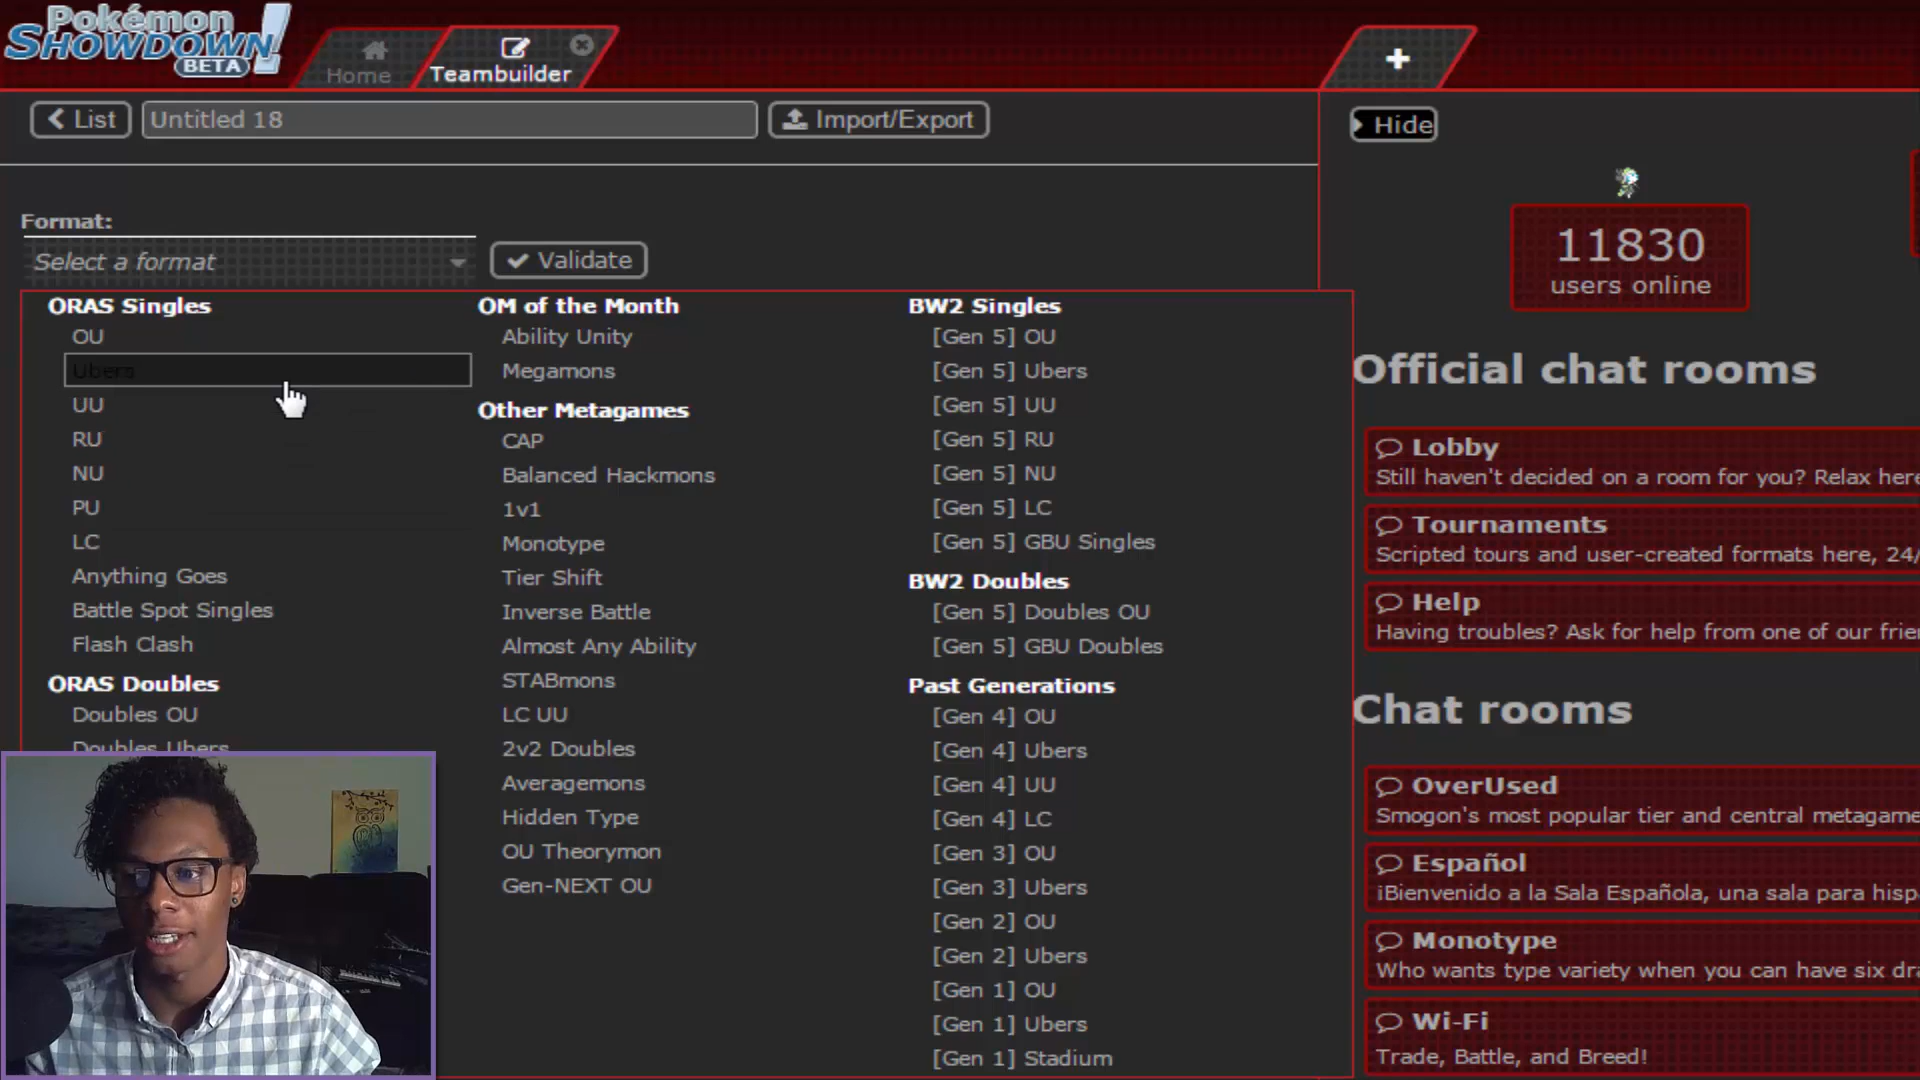 Pokémon
SHOWDOWN!
BETA
Home
Teambuilder
+
List
Untitled 18
Import/Export
Hide
Format:
Select a format
Validate
ORAS Singles
OU
Ubers
UU
RU
NU
PU
LC
Anything Goes
Battle Spot Singles
Flash Clash
ORAS Doubles
Doubles OU
Doubles Ubers
OM of the Month
Ability Unity
Megamons
Other Metagames
CAP
Balanced Hackmons
1v1
Monotype
Tier Shift
Inverse Battle
Almost Any Ability
STABmons
LC UU
2v2 Doubles
Averagemons
Hidden Type
OU Theorymon
Gen-NEXT OU
BW2 Singles
[Gen 5] OU
[Gen 5] Ubers
[Gen 5] UU
[Gen 5] RU
[Gen 5] NU
[Gen 5] LC
[Gen 5] GBU Singles
BW2 Doubles
[Gen 5] Doubles OU
[Gen 5] GBU Doubles
Past Generations
[Gen 4] OU
[Gen 4] Ubers
[Gen 4] UU
[Gen 4] LC
[Gen 3] OU
[Gen 3] Ubers
[Gen 2] OU
[Gen 2] Ubers
[Gen 1] OU
[Gen 1] Ubers
[Gen 1] Stadium
11830
users online
Official chat rooms
Lobby
Still haven't decided on a room for you? Relax here
Tournaments
Scripted tours and user-created formats here, 24/
Help
Having troubles? Ask for help from one of our frie
Chat rooms
OverUsed
Smogon's most popular tier and central metagame
Español
¡Bienvenido a la Sala Española, una sala para hisp
Monotype
Who wants type variety when you can have six dra
Wi-Fi
Trade, Battle, and Breed!